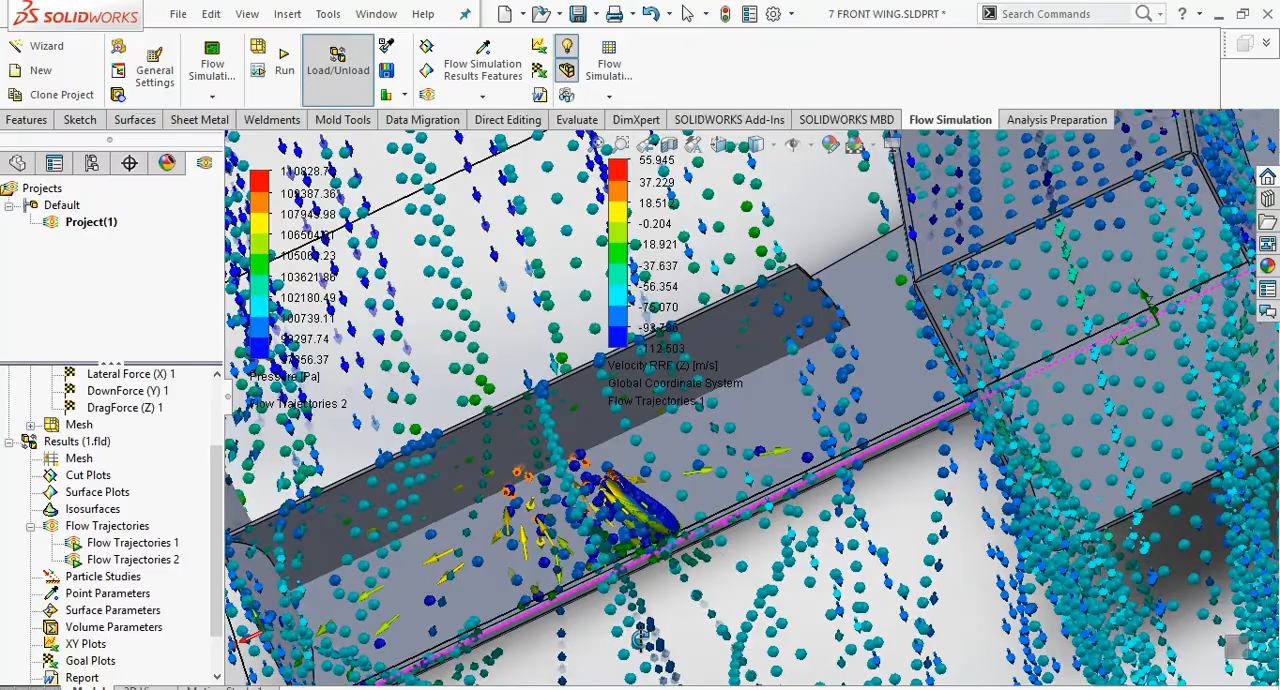 SOLIDWORKS File Edit View Insert Tools Window Help 7 FRONT WING.SLDPRT * Search Commands ?
Wizard
New
Clone Project
General
Settings
Flow
Simulati...
Run
Load/Unload
Flow Simulation
Results Features
Flow
Simulati...
Features Sketch Surfaces Sheet Metal Weldments Mold Tools Data Migration Direct Editing Evaluate DimXpert SOLIDWORKS Add-Ins SOLIDWORKS MBD Flow Simulation Analysis Preparation
Projects
Default
Project(1)
Lateral Force (X) 1
DownForce (Y) 1
DragForce (Z) 1
Mesh
Results (1.fld)
Mesh
Cut Plots
Surface Plots
Isosurfaces
Flow Trajectories
Flow Trajectories 1
Flow Trajectories 2
Particle Studies
Point Parameters
Surface Parameters
Volume Parameters
XY Plots
Goal Plots
Report
109387.36
103621.86
102180.49
100739.11
Pressure [Pa]
Flow Trajectories 2
55.945
37.229
-0.204
-18.921
-37.637
-56.354
-75.070
-112.503
Velocity RRF (Z) [m/s]
Global Coordinate System
Flow Trajectories 1